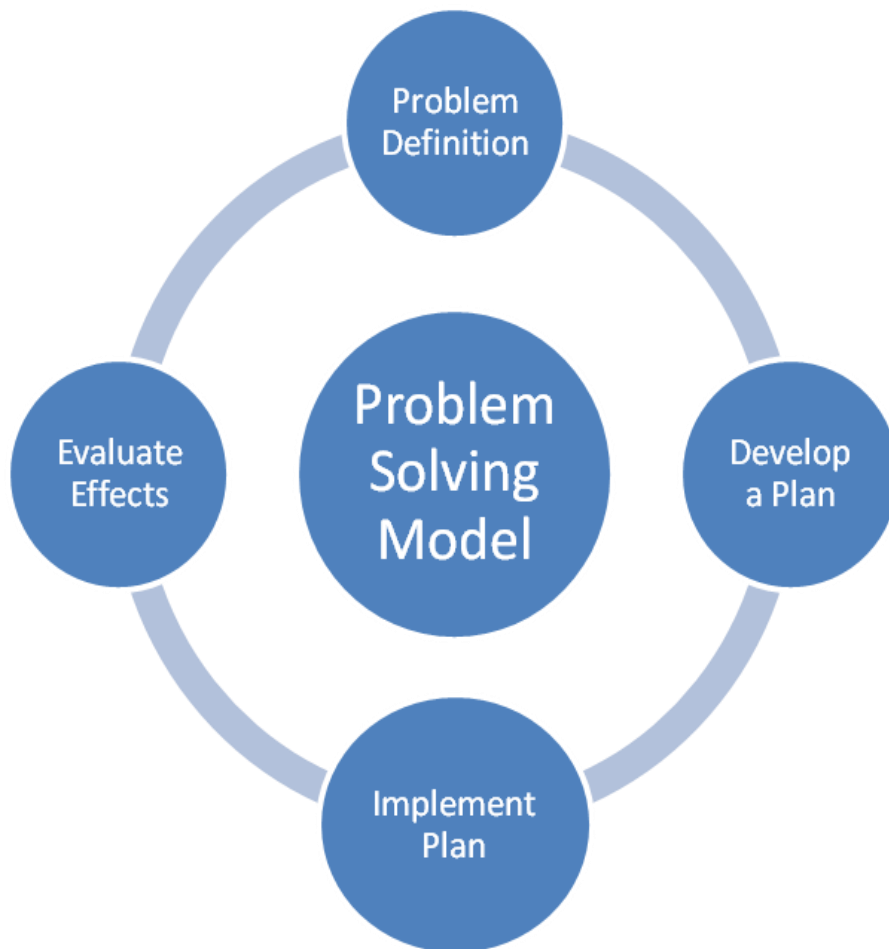 Problem
Definition
Develop
a Plan
Implement
Plan
Evaluate
Effects
Problem
Solving
Model